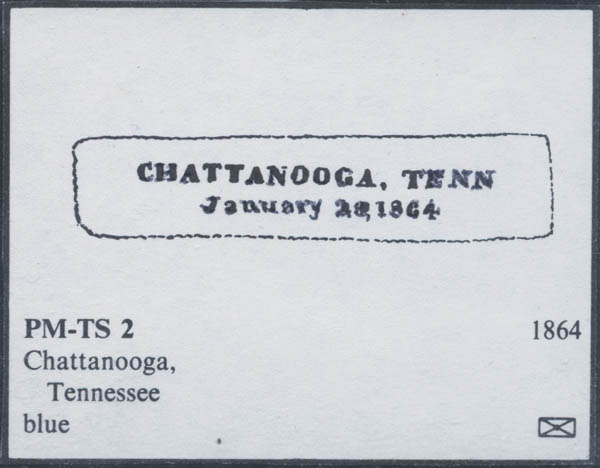 CHATTANOOGA, TENN
January 28, 1864
PM-TS 2
1864
Chattanooga,
Tennessee
blue